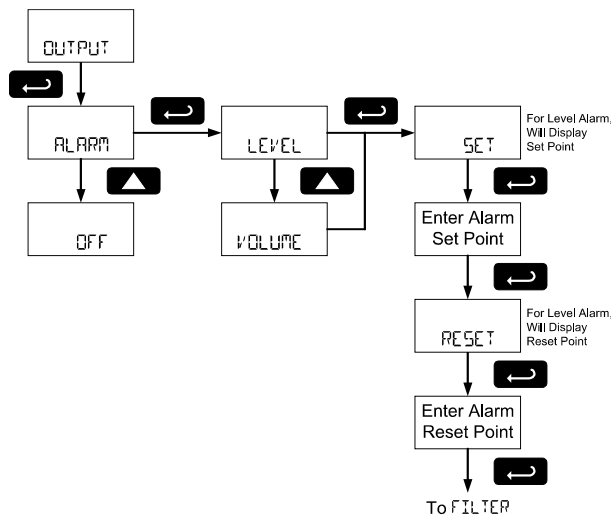 OUTPUT
ALARM
LEVEL
SET
For Level Alarm,
Will Display
Set Point
OFF
VOLUME
Enter Alarm
Set Point
RESET
For Level Alarm,
Will Display
Reset Point
Enter Alarm
Reset Point
To FILTER